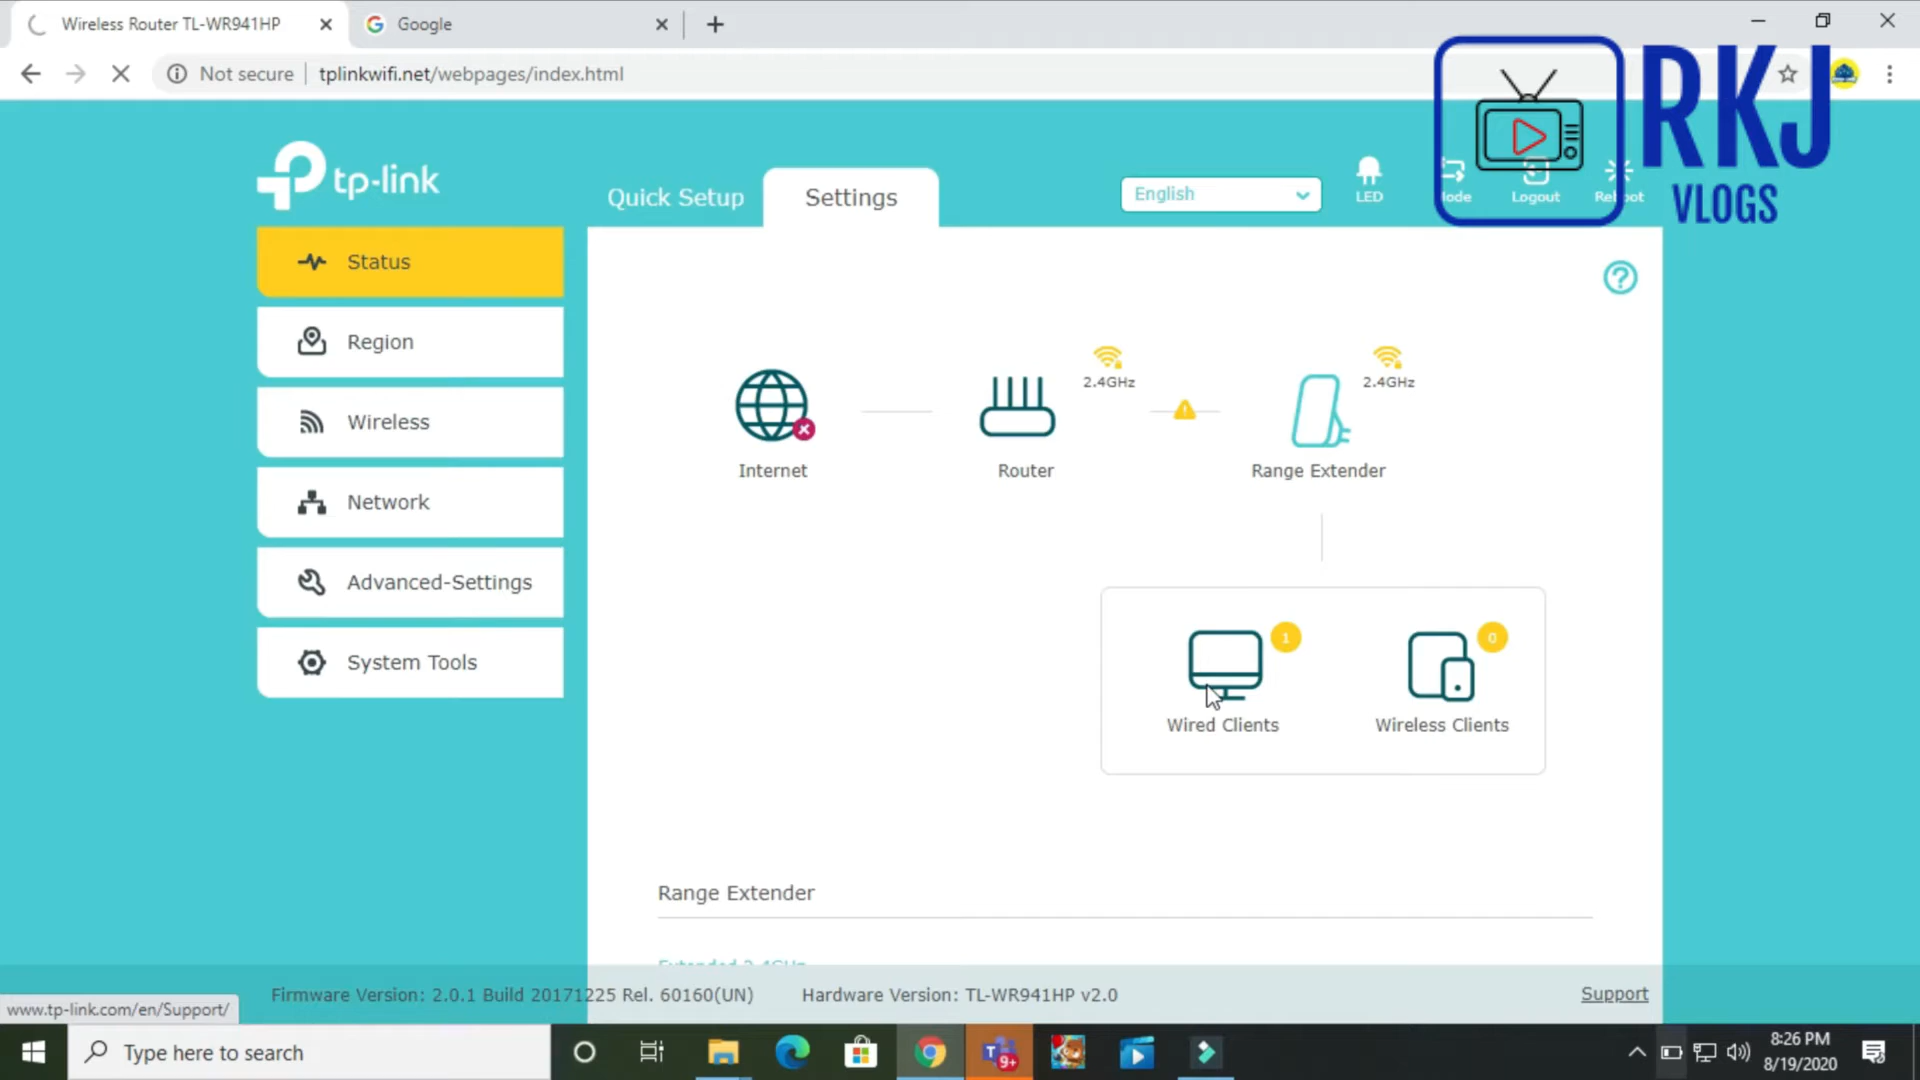 Wireless Router TL-WR941HP
Google
Not secure
tplinkwifi.net/webpages/index.html
RKJ
VLOGS
tp-link
Quick Setup
Settings
English
LED
Logout
Status
Region
Wireless
Network
Advanced-Settings
System Tools
2.4GHz
2.4GHz
Internet
Router
Range Extender
1
0
Wired Clients
Wireless Clients
Range Extender
Firmware Version: 2.0.1 Build 20171225 Rel. 60160(UN)
Hardware Version: TL-WR941HP v2.0
Support
www.tp-link.com/en/Support/
Type here to search
9+
8:26 PM
8/19/2020